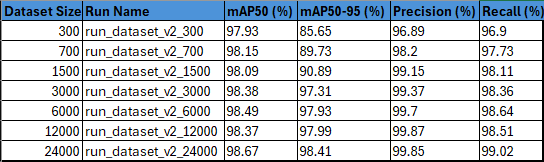 Dataset Size Run Name mAP50 (%) mAP50-95 (%) Precision (%) Recall (%)
300 run_dataset_v2_300 97.93 85.65 96.89 96.9
700 run_dataset_v2_700 98.15 89.73 98.2 97.73
1500 run_dataset_v2_1500 98.09 90.89 99.15 98.11
3000 run_dataset_v2_3000 98.38 97.31 99.37 98.36
6000 run_dataset_v2_6000 98.49 97.93 99.7 98.64
12000 run_dataset_v2_12000 98.37 97.99 99.87 98.51
24000 run_dataset_v2_24000 98.67 98.41 99.85 99.02